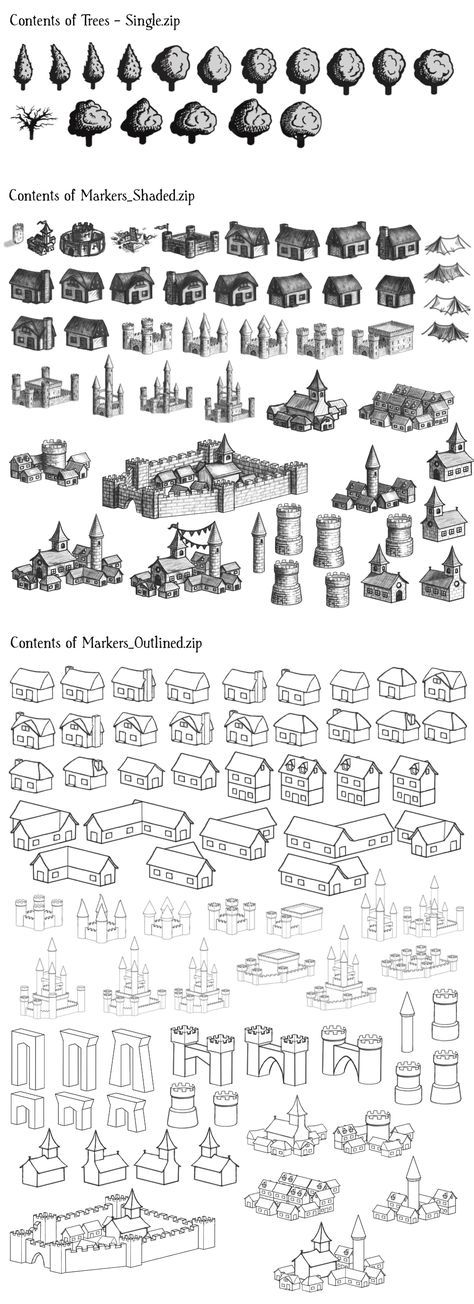 Contents of Trees – Single.zip
Contents of Markers_Shaded.zip
Contents of Markers_Outlined.zip